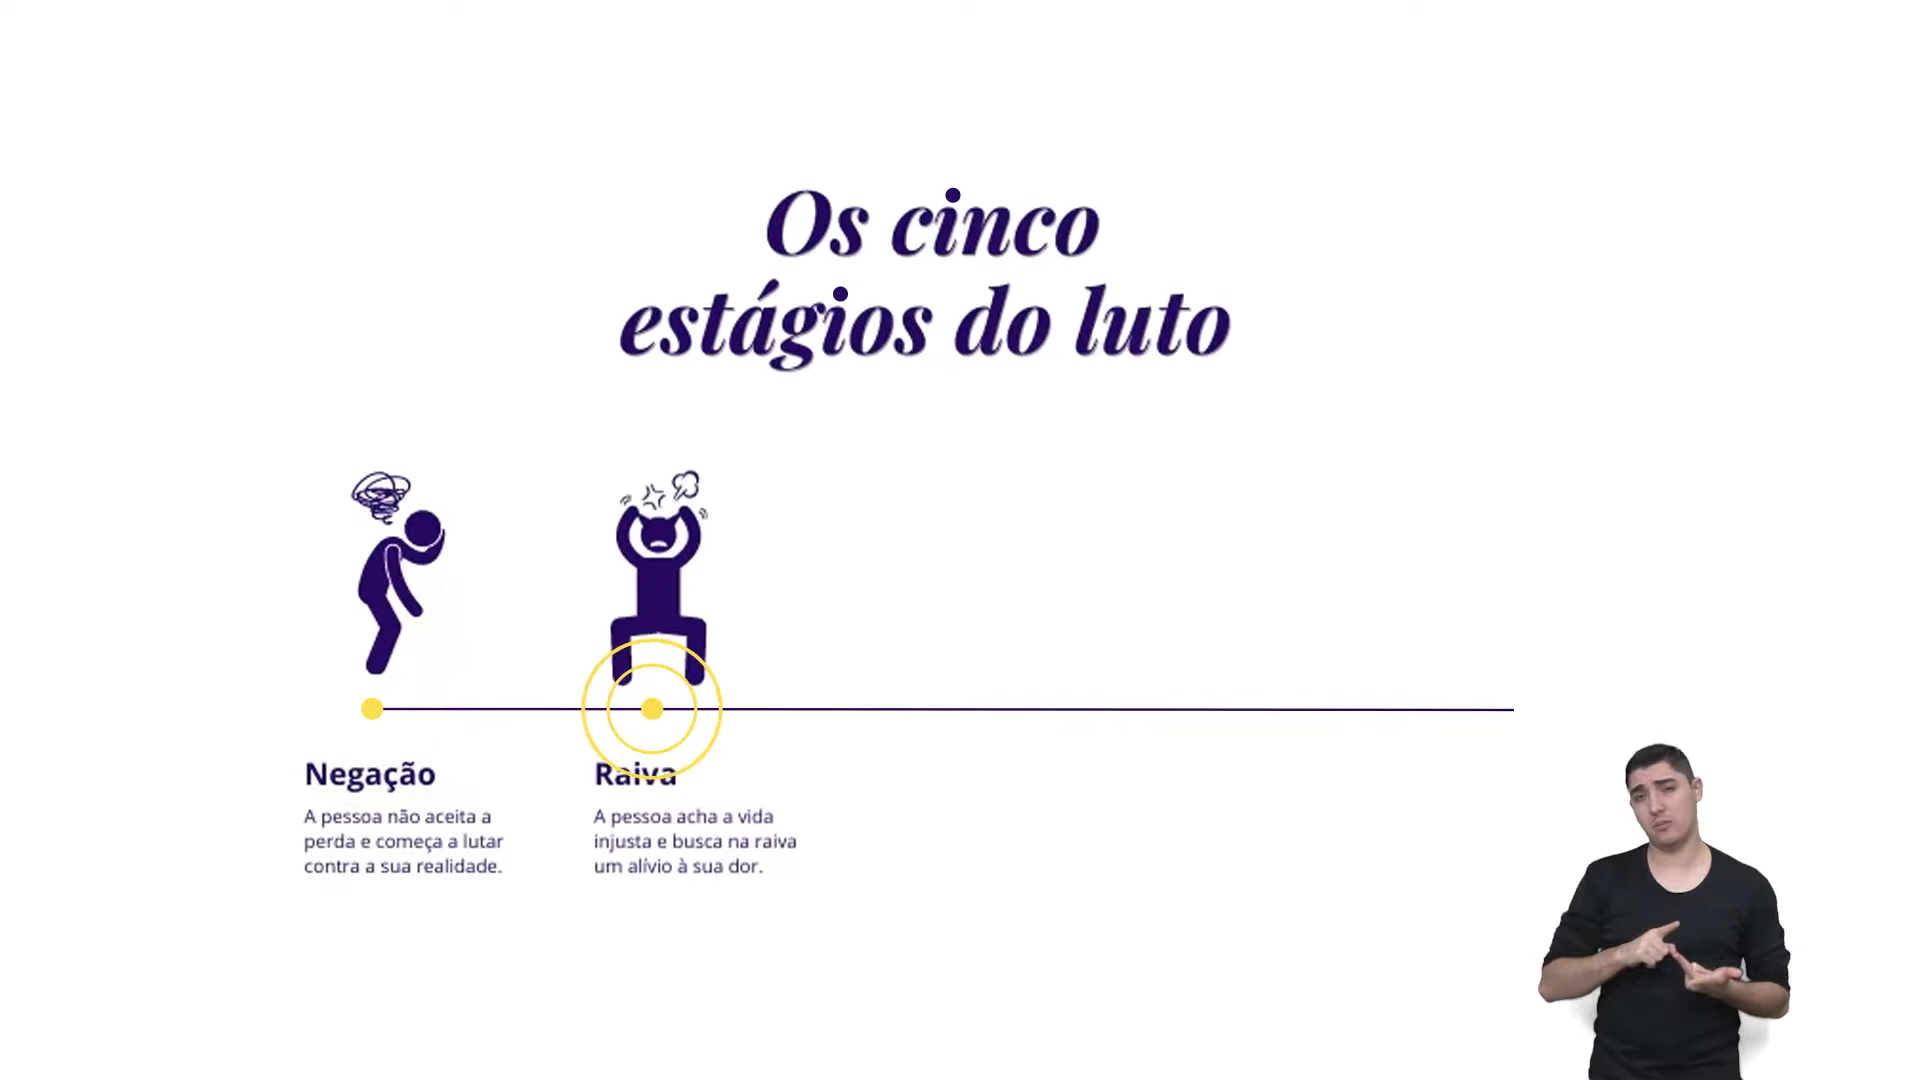 Os cinco
estágios do luto
Negação
A pessoa não aceita a
perda e começa a lutar
contra a sua realidade.
Raiva
A pessoa acha a vida
injusta e busca na raiva
um alívio à sua dor.